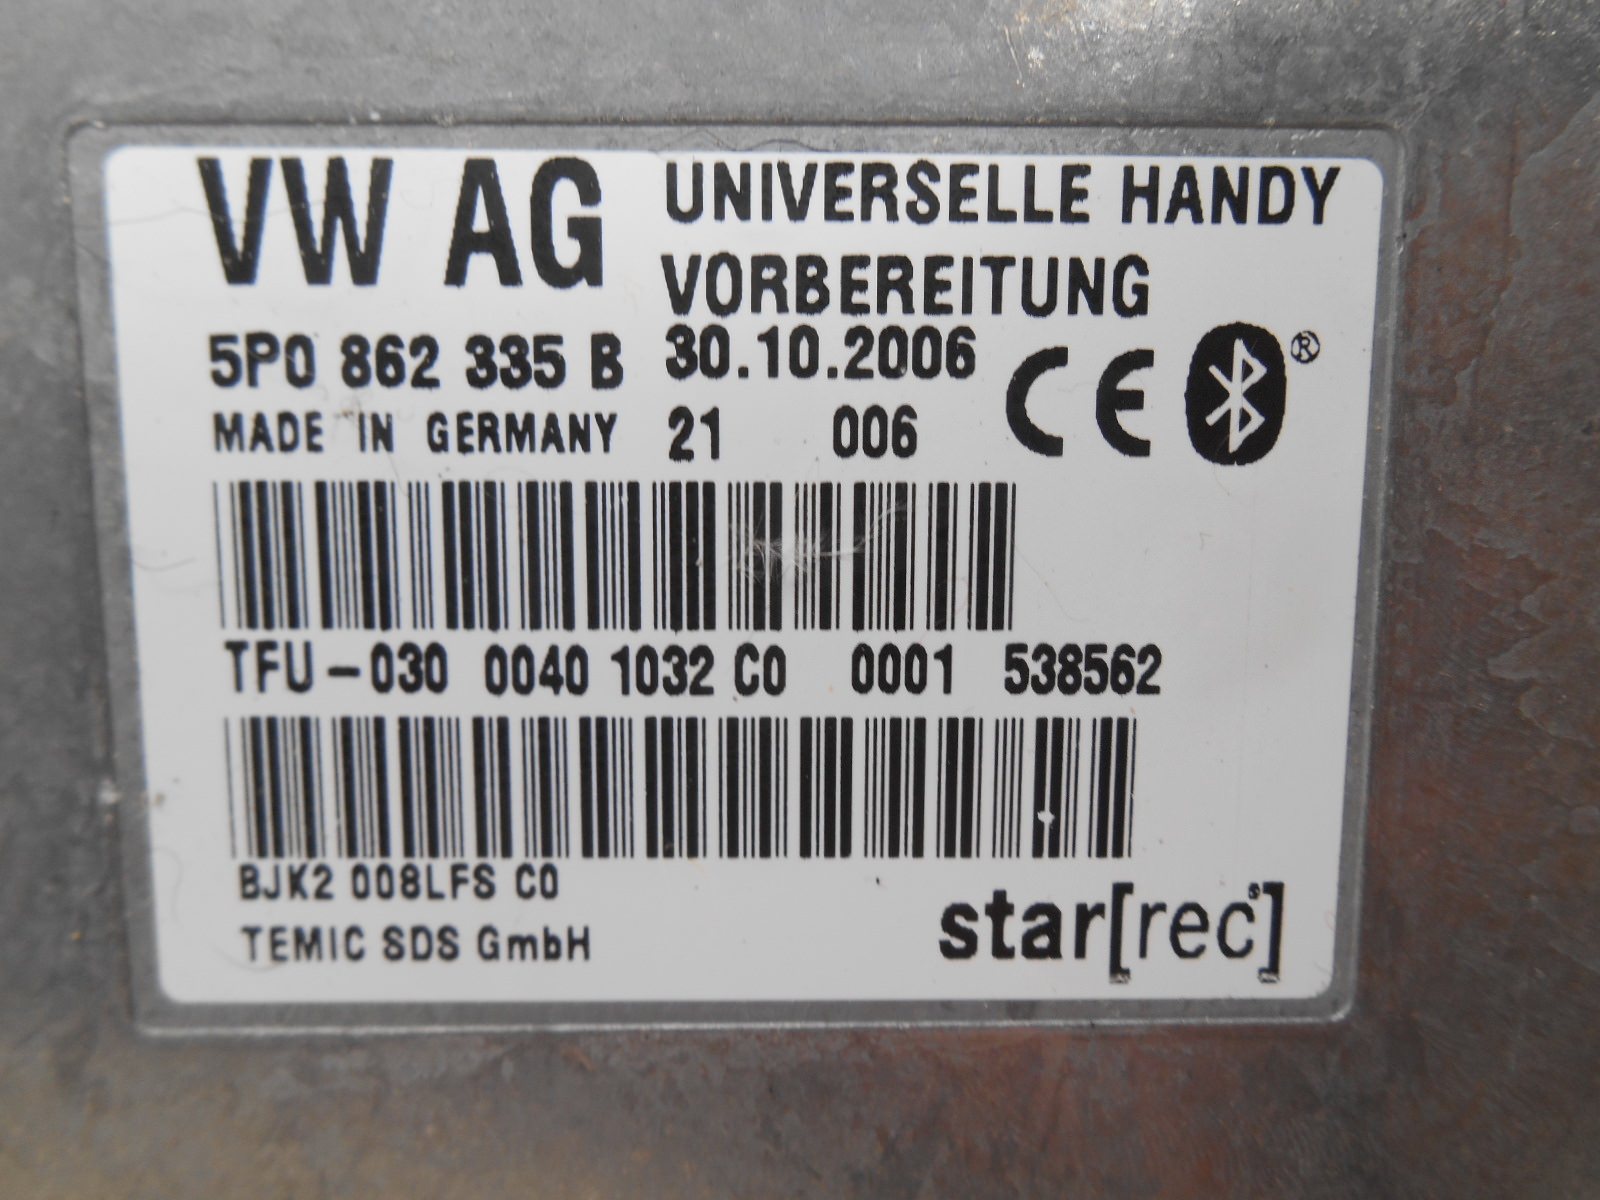 VW AG
UNIVERSELLE HANDY
VORBEREITUNG
5P0 862 335 B
30.10.2006
CE
®
MADE IN GERMANY
21 006
TFU-030 0040 1032 C0 0001 538562
BJK2 008LFS C0
TEMIC SDS GmbH
star[rec]
s